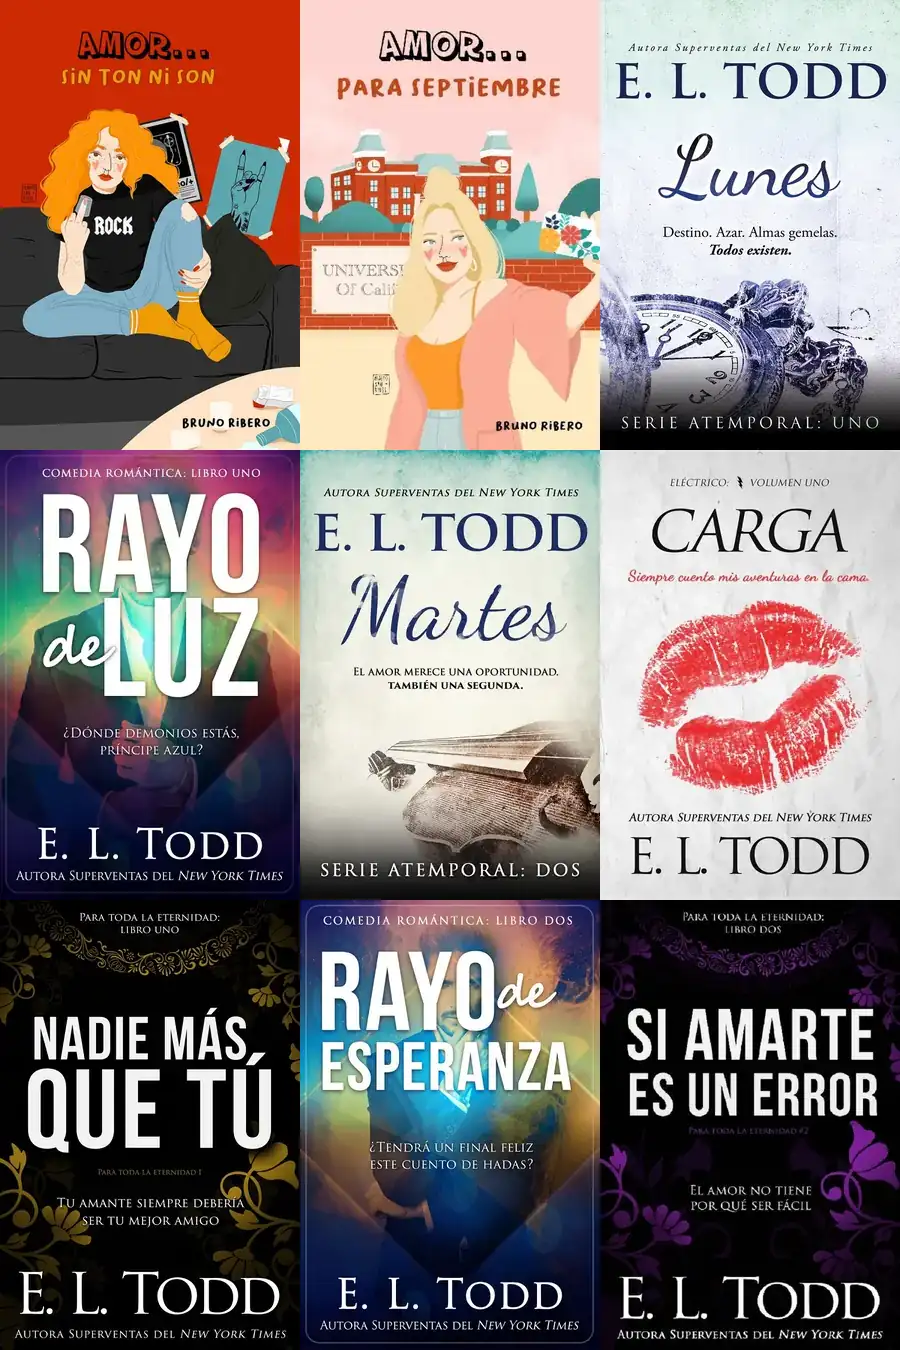 AMOR...
SIN TON NI SON
ROCK
BRUNO RIBERO
AMOR...
PARA SEPTIEMBRE
UNIVERSI
Of Calif
BRUNO RIBERO
Autora Superventas del New York Times
E. L. TODD
Lunes
Destino. Azar. Almas gemelas.
Todos existen.
SERIE ATEMPORAL: UNO
COMEDIA ROMÁNTICA: LIBRO UNO
RAYO
de LUZ
¿DÓNDE DEMONIOS ESTÁS,
PRÍNCIPE AZUL?
E. L. TODD
AUTORA SUPERVENTAS DEL NEW YORK TIMES
AUTORA SUPERVENTAS DEL NEW YORK TIMES
E. L. TODD
Martes
EL AMOR MERECE UNA OPORTUNIDAD.
TAMBIÉN UNA SEGUNDA.
SERIE ATEMPORAL: DOS
ELÉCTRICO: VOLUMEN UNO
CARGA
Siempre cuento mis aventuras en la cama.
AUTORA SUPERVENTAS DEL NEW YORK TIMES
E. L. TODD
PARA TODA LA ETERNIDAD:
LIBRO UNO
NADIE MÁS
QUE TÚ
PARA TODA LA ETERNIDAD 1
TU AMANTE SIEMPRE DEBERÍA
SER TU MEJOR AMIGO
E. L. TODD
AUTORA SUPERVENTAS DEL NEW YORK TIMES
COMEDIA ROMÁNTICA: LIBRO DOS
RAYO de
ESPERANZA
¿TENDRÁ UN FINAL FELIZ
ESTE CUENTO DE HADAS?
E. L. TODD
AUTORA SUPERVENTAS DEL NEW YORK TIMES
PARA TODA LA ETERNIDAD:
LIBRO DOS
SI AMARTE
ES UN ERROR
PARA TODA LA ETERNIDAD #2
EL AMOR NO TIENE
POR QUÉ SER FÁCIL
E. L. TODD
AUTORA SUPERVENTAS DEL NEW YORK TIMES